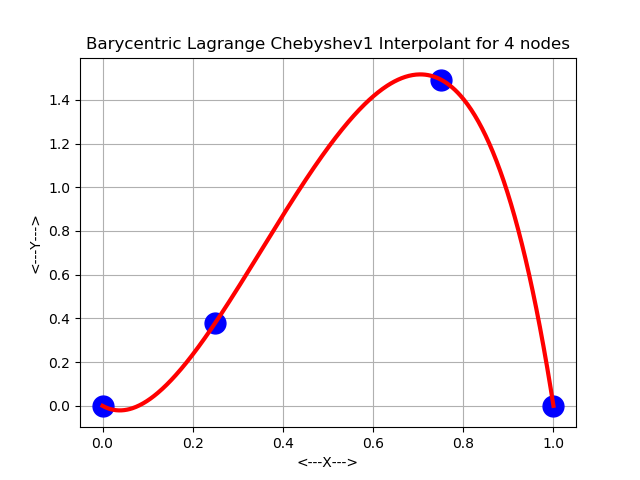 Barycentric Lagrange Chebyshev1 Interpolant for 4 nodes
1.4
1.2
1.0
0.8
0.6
0.4
0.2
0.0
<---Y--->
0.0 0.2 0.4 0.6 0.8 1.0
<---X--->